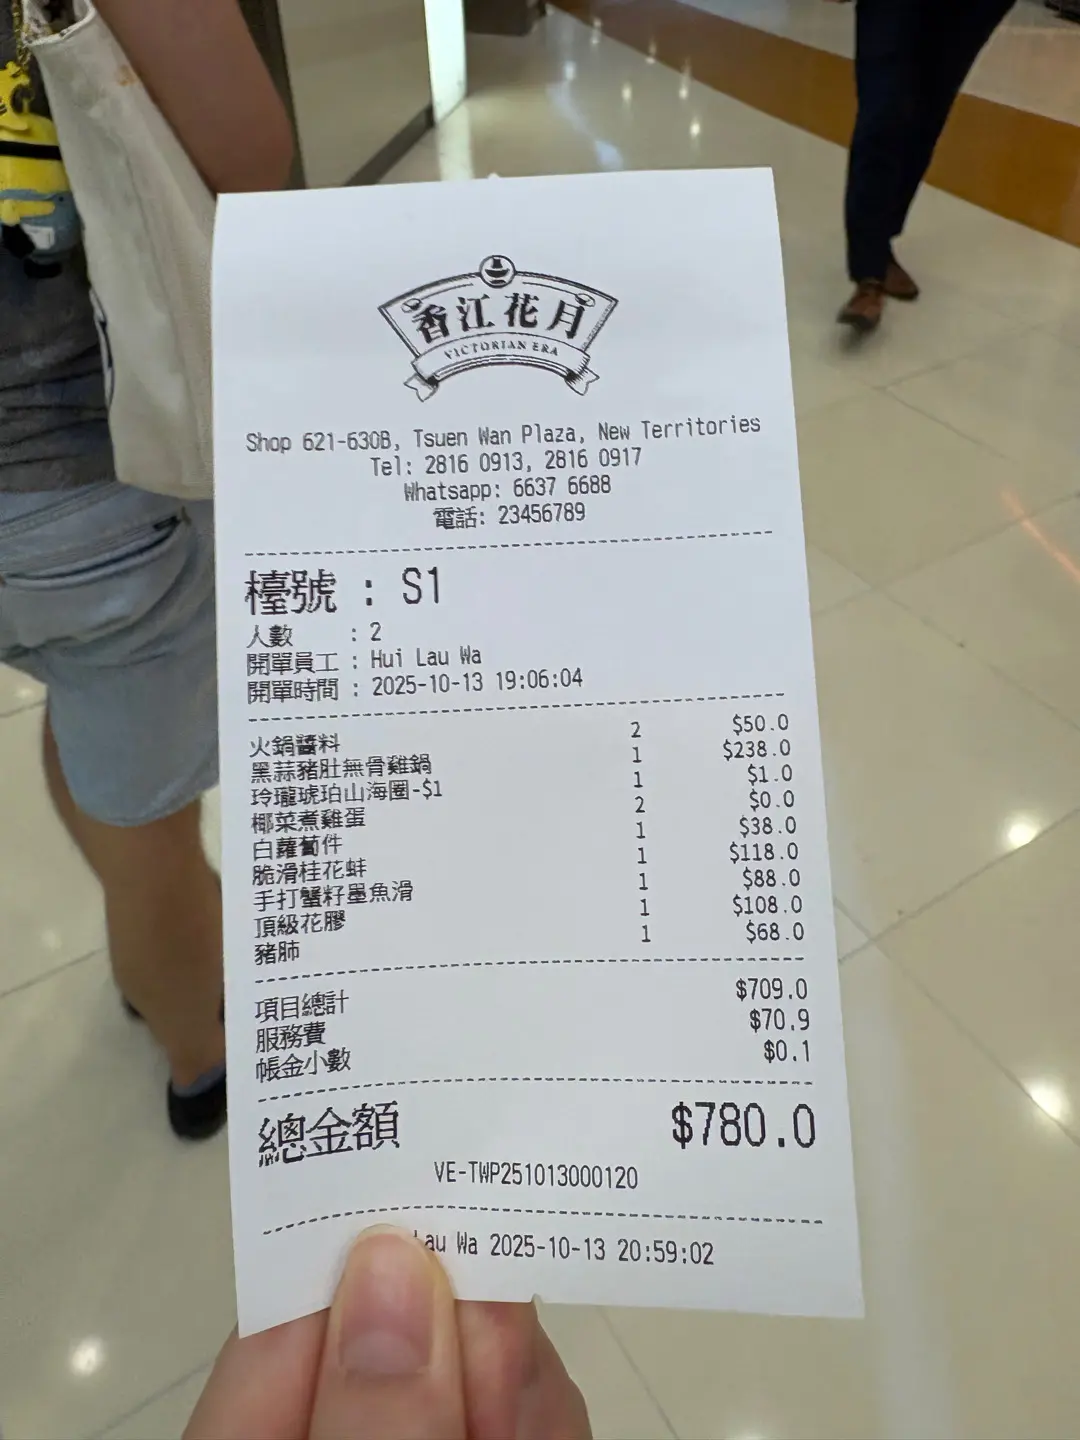 香江花月
VICTORIAN ERA
Shop 621-630B, Tsuen Wan Plaza, New Territories
Tel: 2816 0913, 2816 0917
Whatsapp: 6637 6688
電話: 23456789
檯號 : S1
人數 : 2
開單員工 : Hui Lau Wa
開單時間 : 2025-10-13 19:06:04
火鍋醬料 2 $50.0
黑蒜豬肚無骨雞鍋 1 $238.0
玲瓏琥珀山海圈-$1 1 $1.0
椰菜煮雞蛋 2 $0.0
白蘿蔔件 1 $38.0
脆滑桂花蚌 1 $118.0
手打蟹籽墨魚滑 1 $88.0
頂級花膠 1 $108.0
豬肺 1 $68.0
項目總計 $709.0
服務費 $70.9
帳金小數 $0.1
總金額 $780.0
VE-TWP251013000120
Lau Wa 2025-10-13 20:59:02